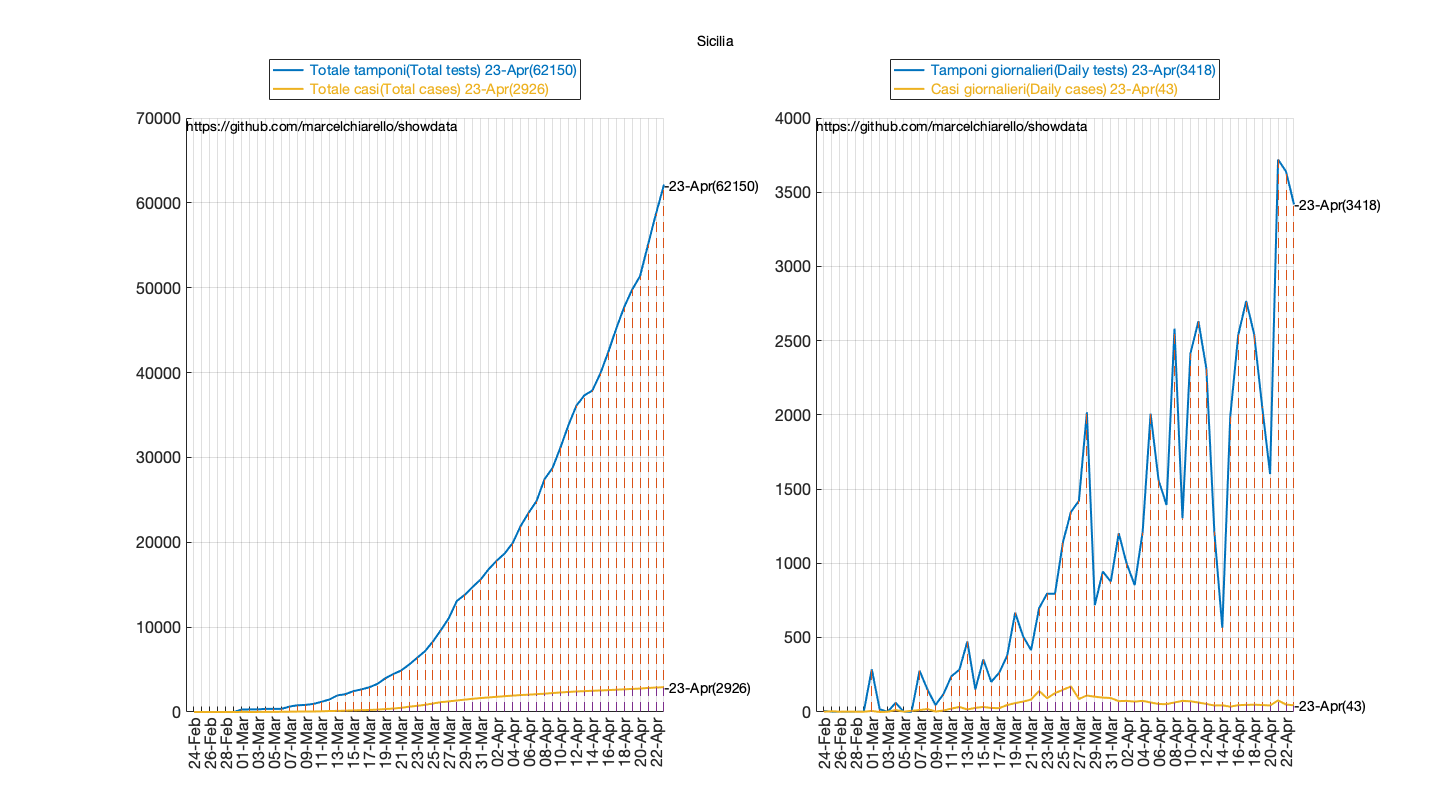 Sicilia
Totale tamponi(Total tests) 23-Apr(62150)
Totale casi(Total cases) 23-Apr(2926)
70000
60000
50000
40000
30000
20000
10000
0
https://github.com/marcelchiarello/showdata
-23-Apr(62150)
-23-Apr(2926)
24-Feb
26-Feb
28-Feb
01-Mar
03-Mar
05-Mar
07-Mar
09-Mar
11-Mar
13-Mar
15-Mar
17-Mar
19-Mar
21-Mar
23-Mar
25-Mar
27-Mar
29-Mar
31-Mar
02-Apr
04-Apr
06-Apr
08-Apr
10-Apr
12-Apr
14-Apr
16-Apr
18-Apr
20-Apr
22-Apr
Tamponi giornalieri(Daily tests) 23-Apr(3418)
Casi giornalieri(Daily cases) 23-Apr(43)
4000
3500
3000
2500
2000
1500
1000
500
0
https://github.com/marcelchiarello/showdata
-23-Apr(3418)
-23-Apr(43)
24-Feb
26-Feb
28-Feb
01-Mar
03-Mar
05-Mar
07-Mar
09-Mar
11-Mar
13-Mar
15-Mar
17-Mar
19-Mar
21-Mar
23-Mar
25-Mar
27-Mar
29-Mar
31-Mar
02-Apr
04-Apr
06-Apr
08-Apr
10-Apr
12-Apr
14-Apr
16-Apr
18-Apr
20-Apr
22-Apr